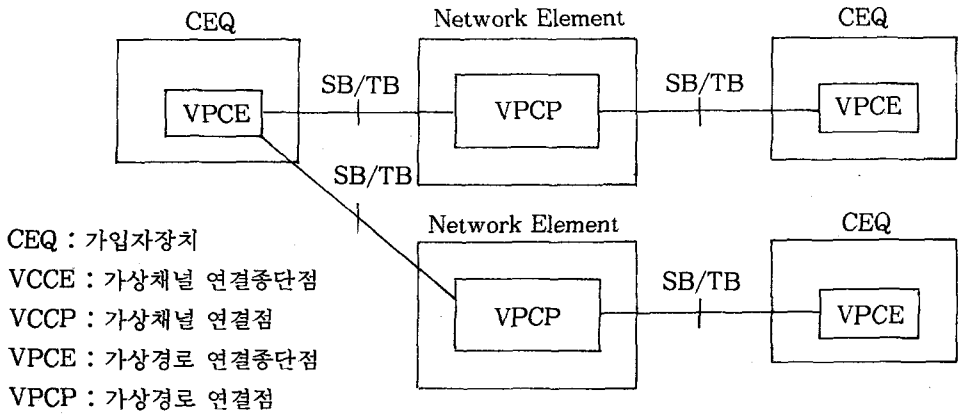 CEQ
Network Element
CEQ
VPCE
SB/TB
VPCP
SB/TB
VPCE
SB/TB
Network Element
CEQ
CEQ : 가입자장치
VCCE : 가상채널 연결종단점
VPCP
SB/TB
VPCE
VCCP : 가상채널 연결점
VPCE : 가상경로 연결종단점
VPCP : 가상경로 연결점